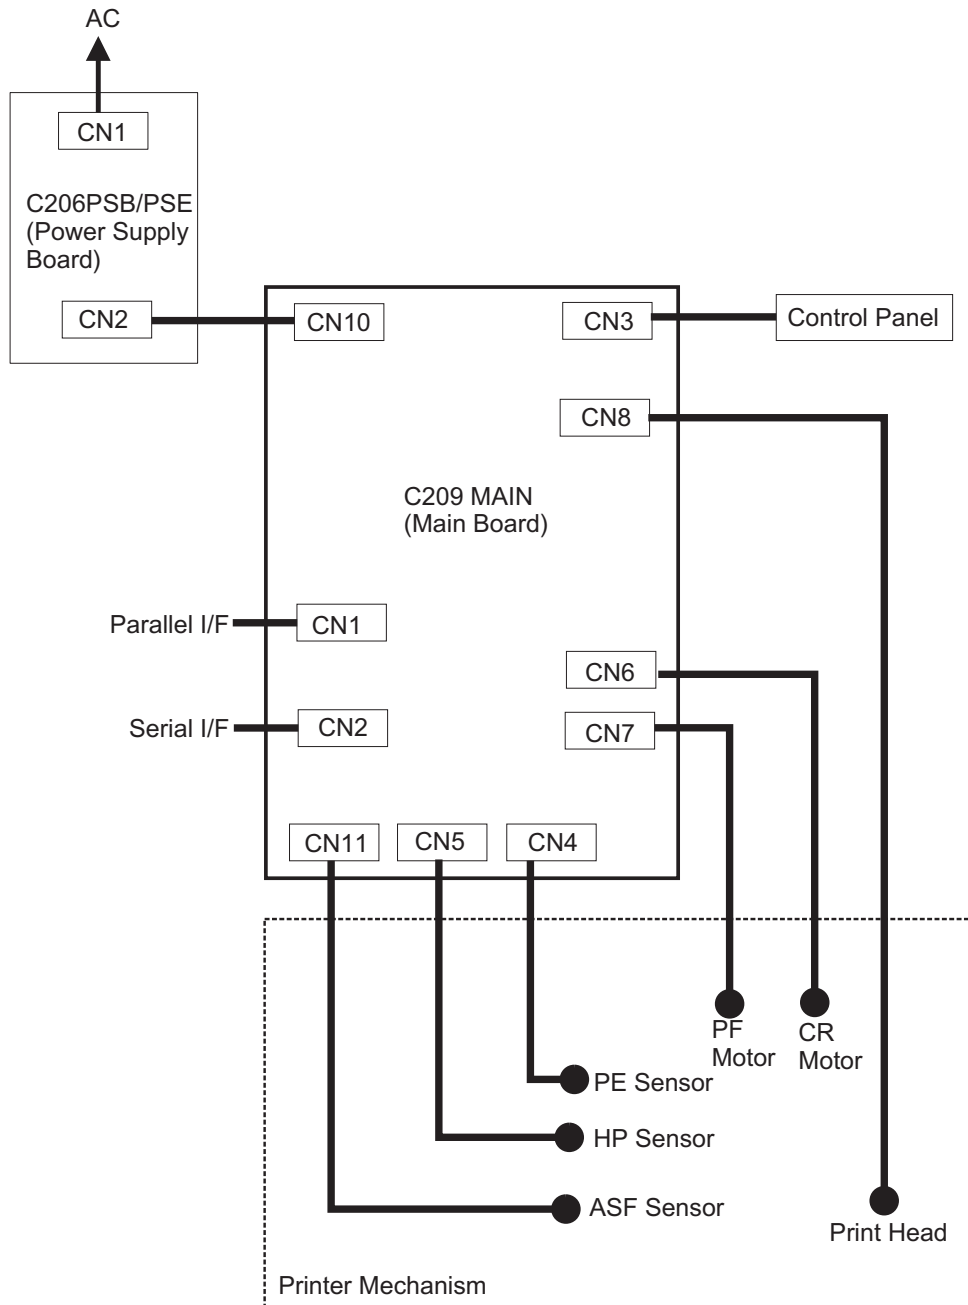 AC
CN1
C206PSB/PSE
(Power Supply
Board)
CN2
CN10
CN3
Control Panel
CN8
C209 MAIN
(Main Board)
Parallel I/F
CN1
CN6
Serial I/F
CN2
CN7
CN11
CN5
CN4
PF
Motor
CR
Motor
PE Sensor
HP Sensor
ASF Sensor
Print Head
Printer Mechanism